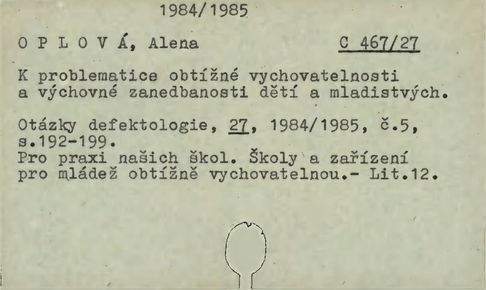 1984/1985
O P L O V Á, Alena C 467/27
K problematice obtížné vychovatelnosti
a výchovné zanedbanosti dětí a mladistvých.
Otázky defektologie, 27, 1984/1985, č.5,
s.192-199.
Pro praxi našich škol. Školy a zařízení
pro mládež obtížně vychovatelnou.- Lit.12.